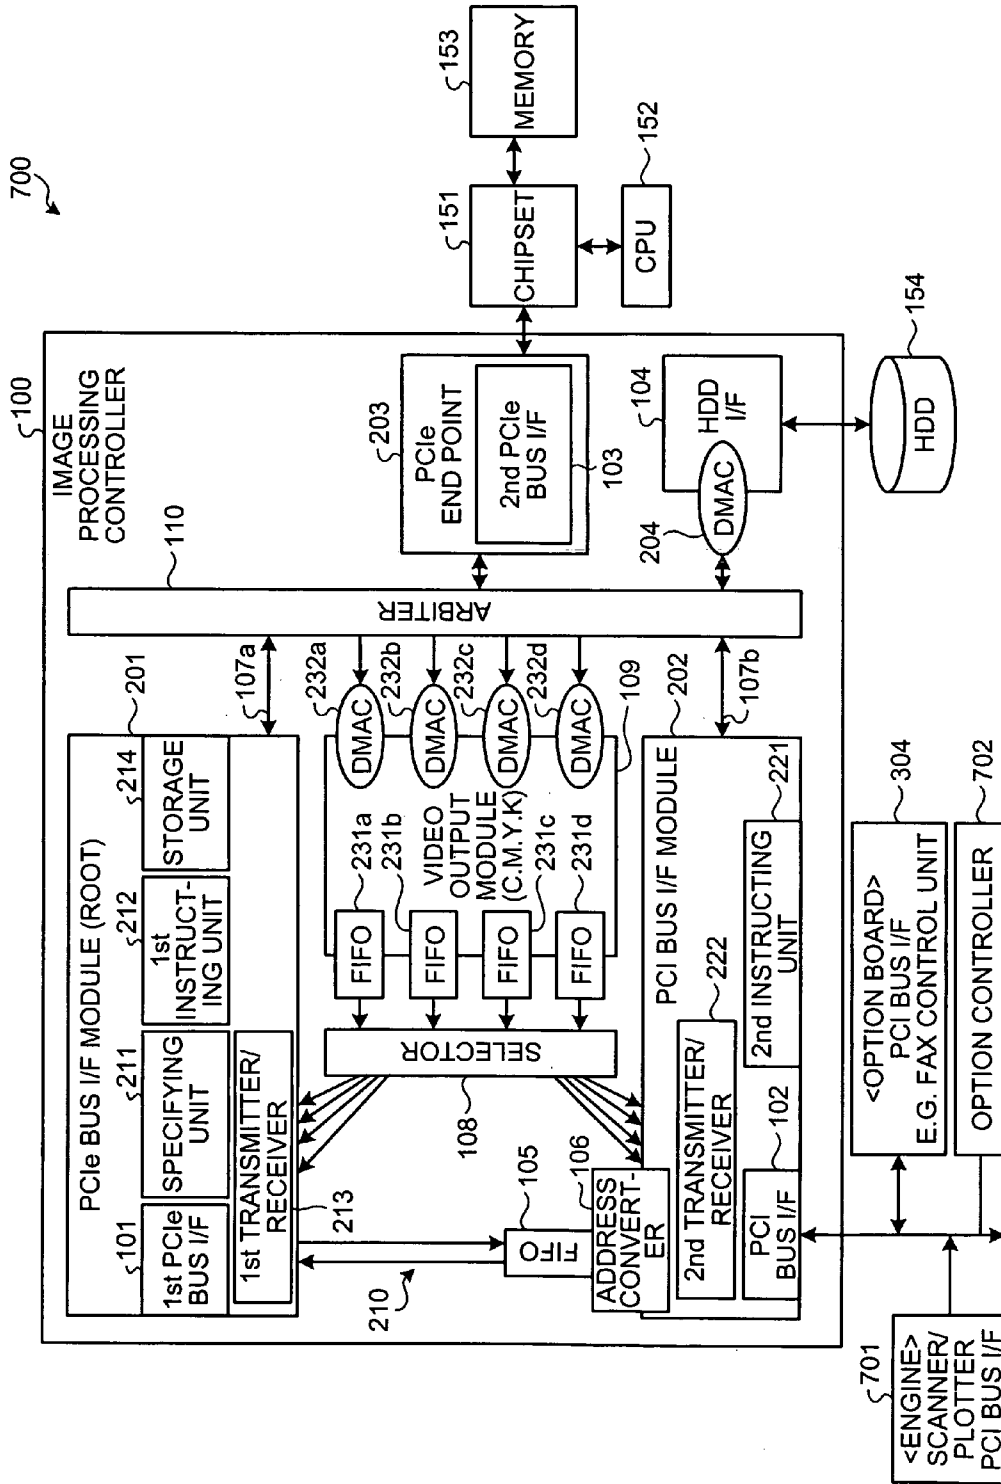 700
100
IMAGE
PROCESSING
CONTROLLER
201
PCIe BUS I/F MODULE (ROOT)
101
1st PCIe
BUS I/F
211
SPECIFYING
UNIT
212
1st
INSTRUCT-
ING UNIT
214
STORAGE
UNIT
1st TRANSMITTER/
RECEIVER
213
107a
110
ARBITER
203
PCIe
END POINT
2nd PCIe
BUS I/F
103
151
CHIPSET
153
MEMORY
CPU
152
104
HDD
I/F
DMAC
204
154
HDD
232a
232b
232c
232d
DMAC
DMAC
DMAC
DMAC
109
VIDEO
OUTPUT
MODULE
(C.M.Y.K)
231a
231b
231c
231d
FIFO
FIFO
FIFO
FIFO
SELECTOR
108
210
105
FIFO
106
ADDRESS
CONVERT-
ER
202
107b
PCI BUS I/F MODULE
222
2nd TRANSMITTER/
RECEIVER
221
2nd INSTRUCTING
UNIT
102
PCI
BUS I/F
304
<OPTION BOARD>
PCI BUS I/F
E.G. FAX CONTROL UNIT
702
OPTION CONTROLLER
701
<ENGINE>
SCANNER/
PLOTTER
PCI BUS I/F